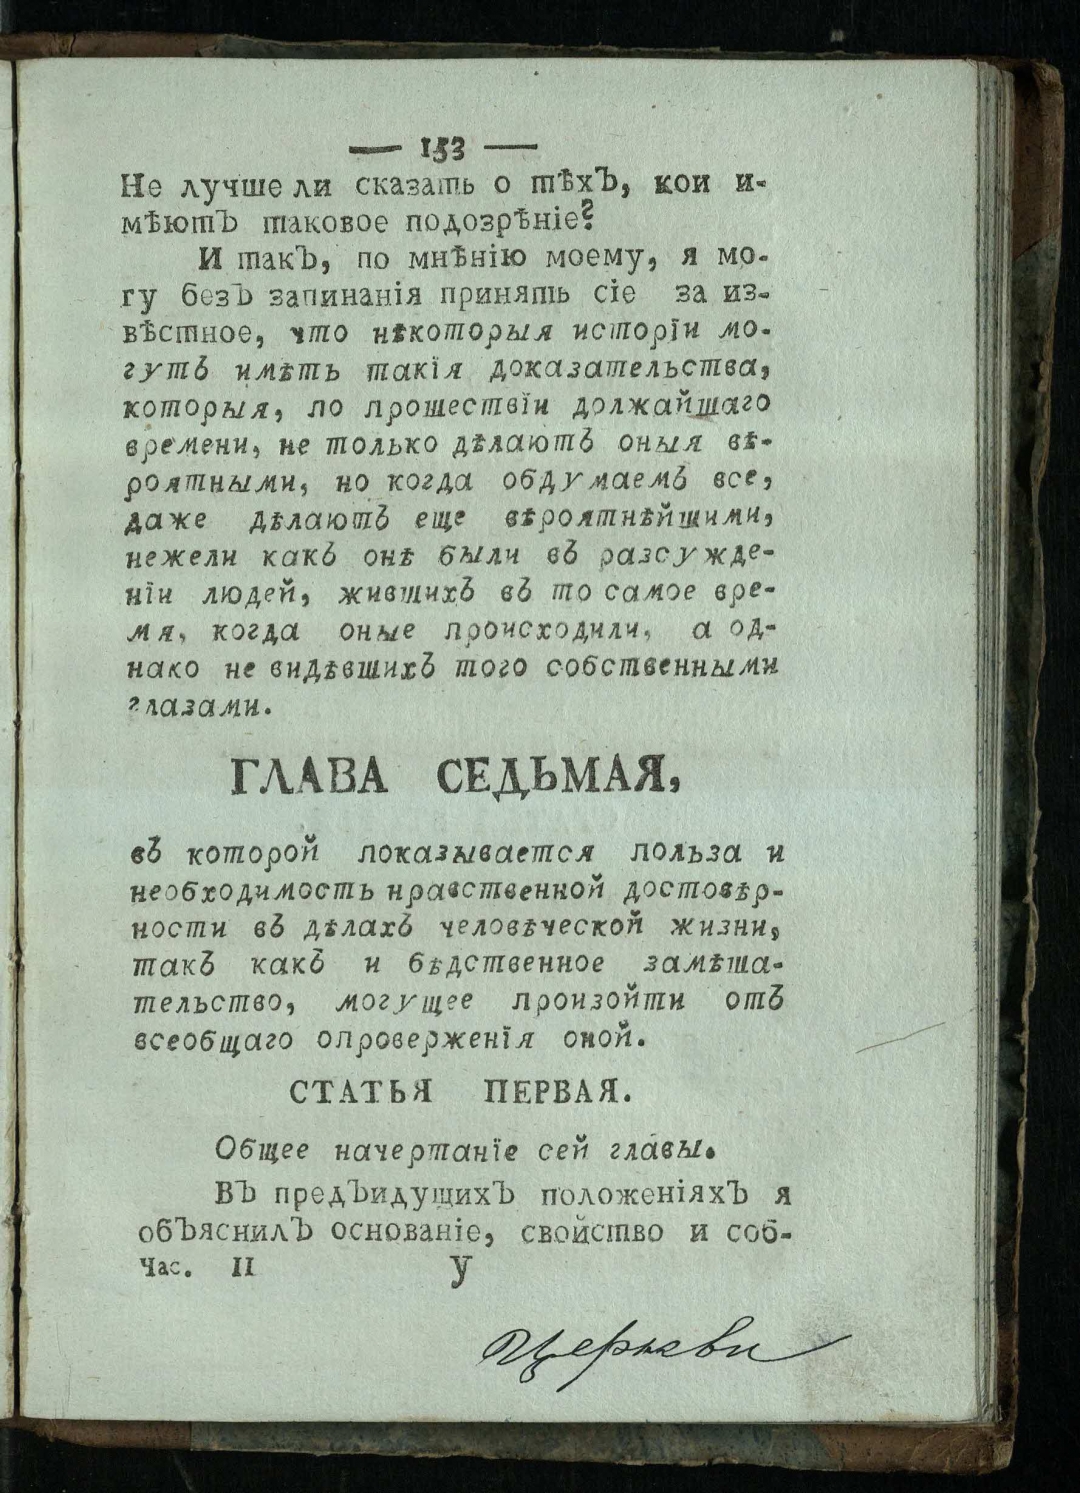 — 153 —
Не лучше ли сказать о тѣхЪ, кои и-
мѣютЪ таковое подозрѣніе?
И такЪ, по мнѣнію моему, я мо-
гу безЪ запинанія принять сіе за из-
вѣстное, что нѣкоторыя исторіи мо-
гутЪ имѣть такія доказательства,
которыя, по прошествіи должайшаго
времени, не только дѣлаютЪ оныя вѣ-
роятными, но когда обдумаемЪ все,
даже дѣлаютЪ еще вѣроятнѣйшими,
нежели какЪ онѣ были вЪ разсужде-
ніи людей, жившихЪ вЪ то самое вре-
мя, когда оные происходили, а од-
нако не видѣвшихЪ того собственными
глазами.
ГЛАВА СЕДЬМАЯ,
вЪ которой показывается польза и
необходимость нравственной достовѣр-
ности вЪ дѣлахЪ человѣческой жизни,
такЪ какЪ и бѣдственное замѣша-
тельство, могущее произойти отЪ
всеобщаго опроверженія оной.
СТАТЬЯ ПЕРВАЯ.
Общее начертаніе сей главы.
ВЪ предЪидущихЪ положеніяхЪ я
обЪяснилЪ основаніе, свойство и соб-
Час. II У
Церькви